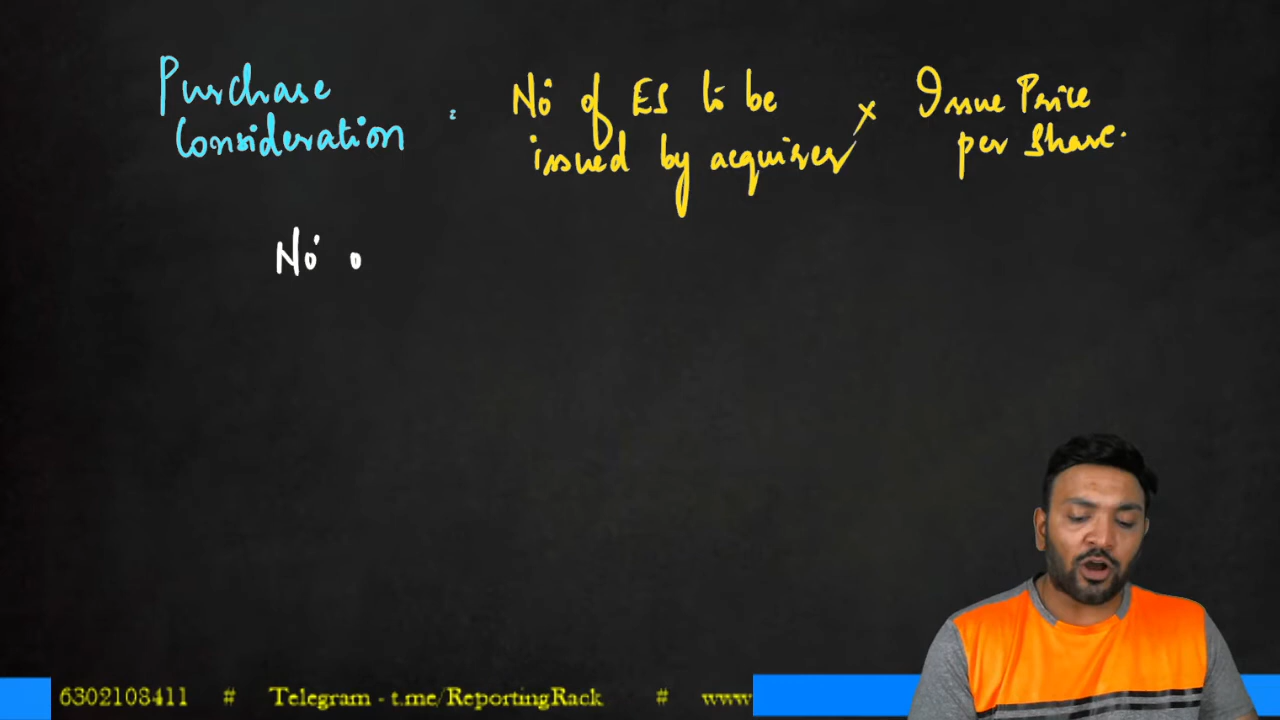 Purchase
Consideration = No of ES to be
issued by acquirer × Issue Price
per share.
No o
6302108411 # Telegram - t.me/ReportingRack # www